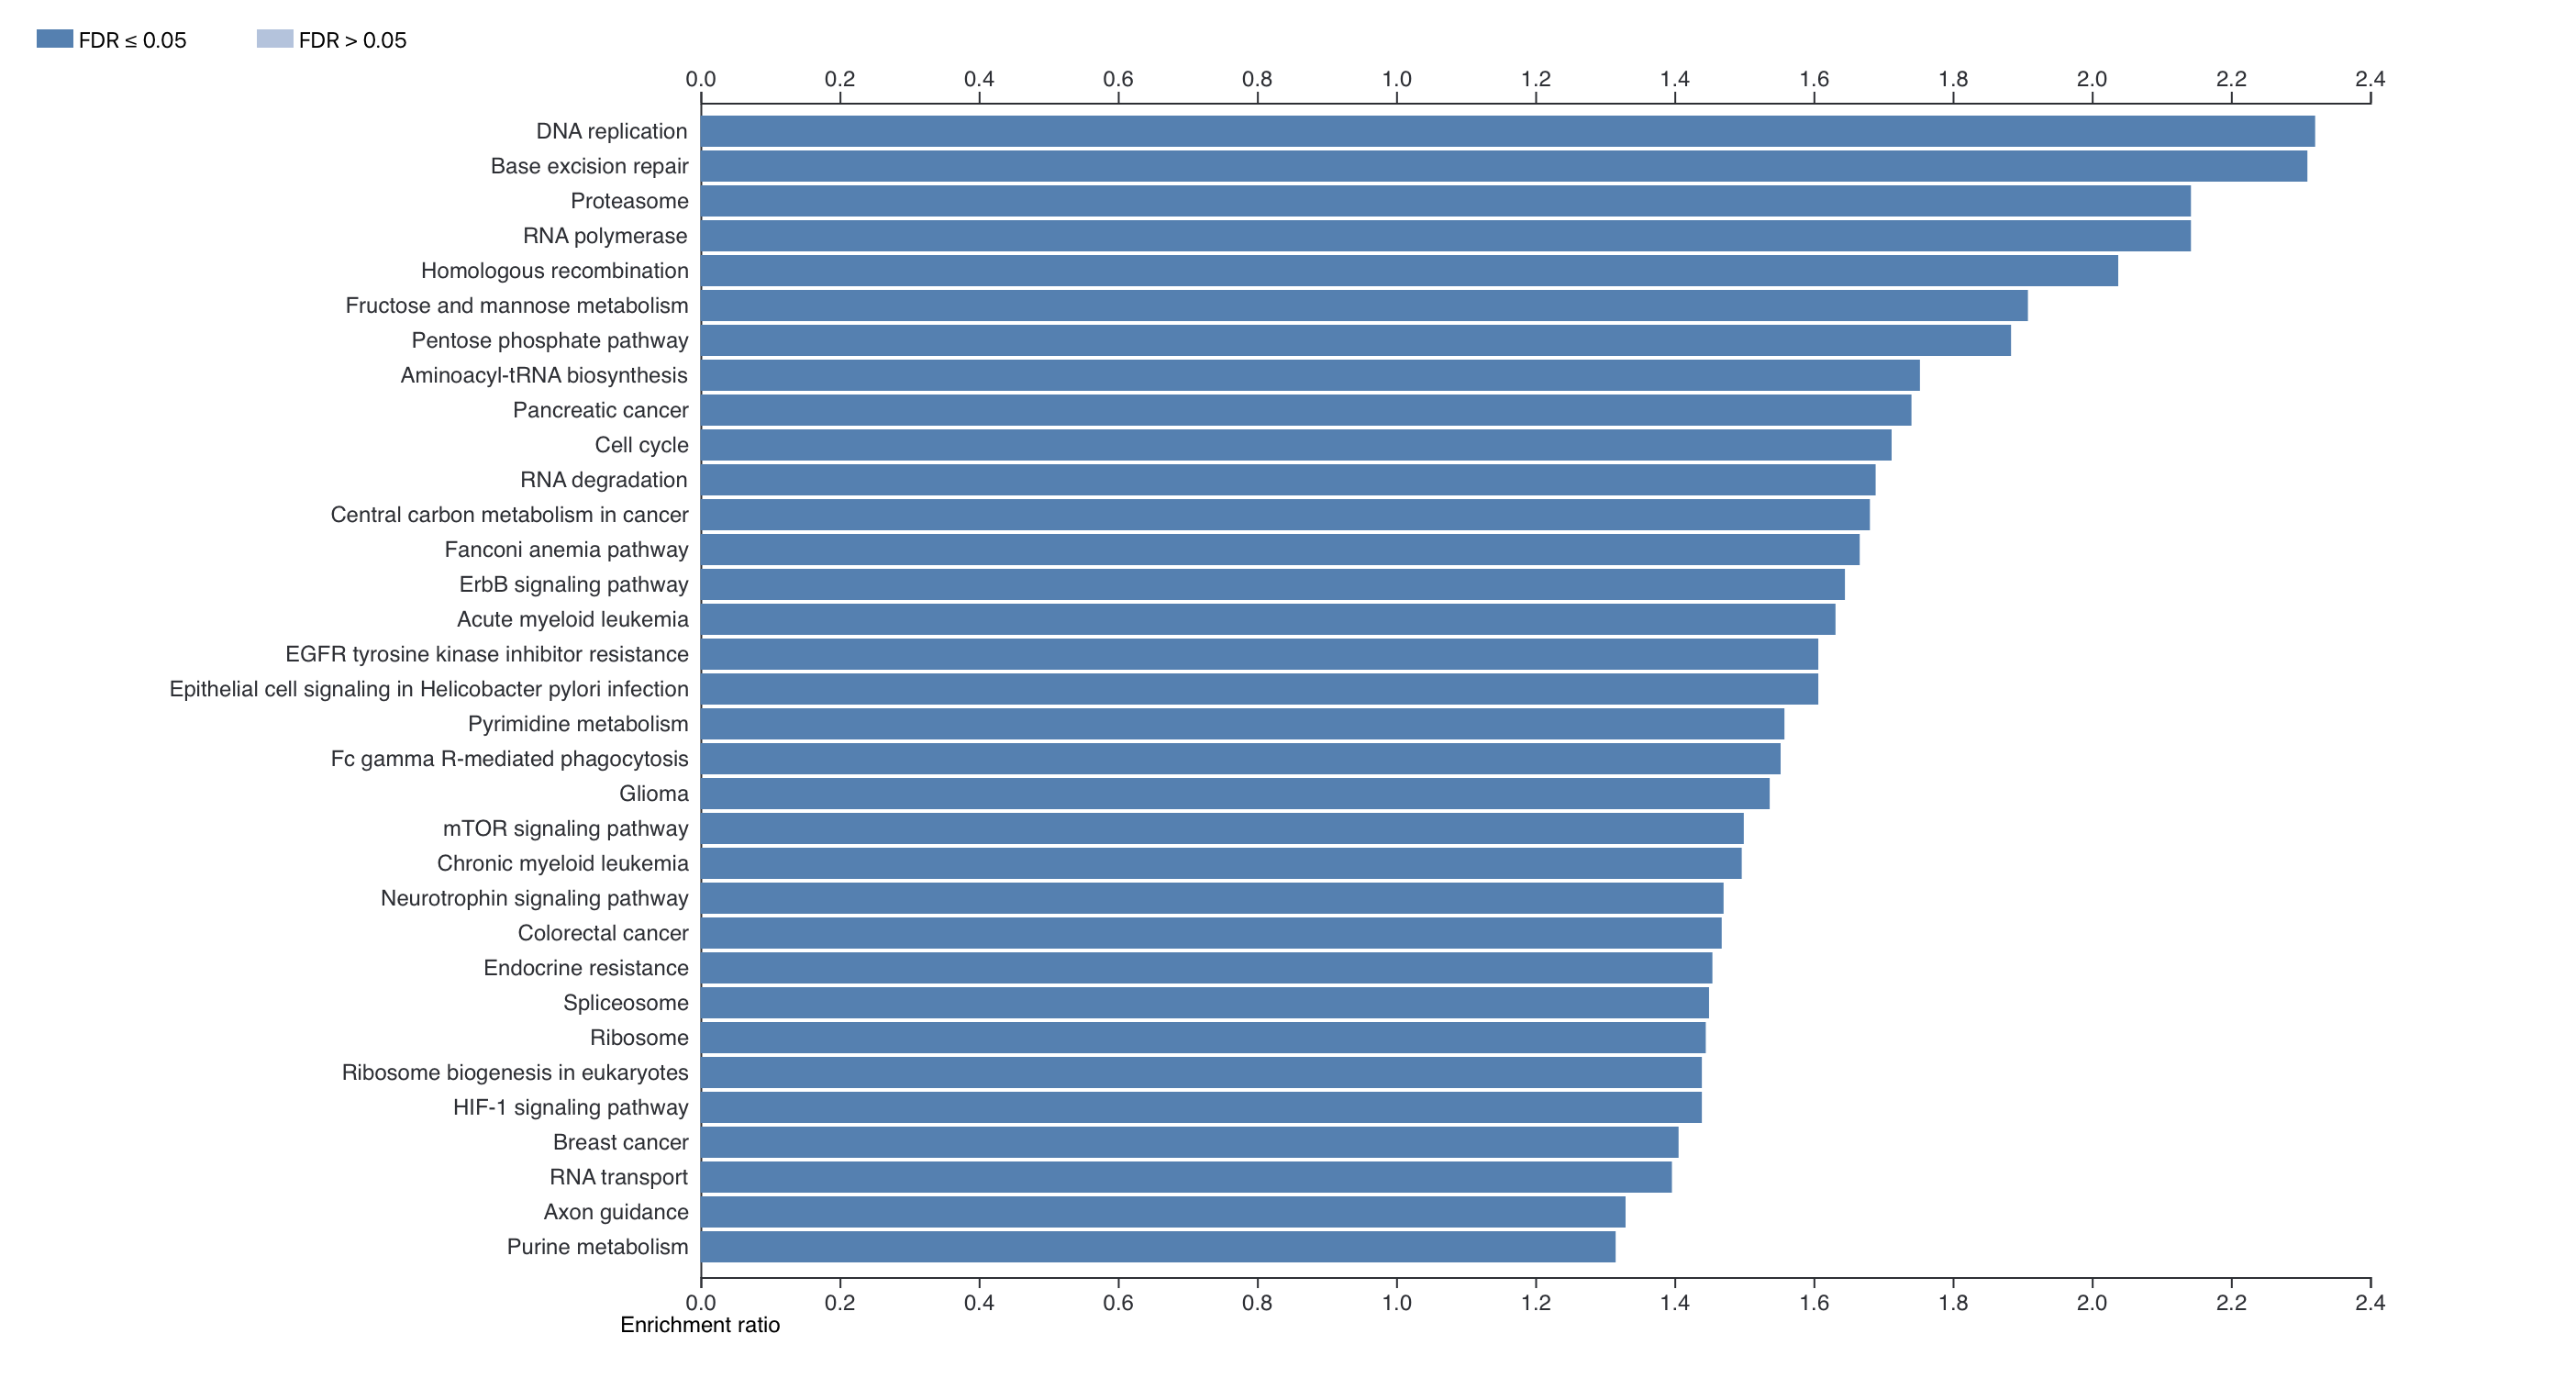 FDR ≤ 0.05 FDR > 0.05
0.0 0.2 0.4 0.6 0.8 1.0 1.2 1.4 1.6 1.8 2.0 2.2 2.4
DNA replication
Base excision repair
Proteasome
RNA polymerase
Homologous recombination
Fructose and mannose metabolism
Pentose phosphate pathway
Aminoacyl-tRNA biosynthesis
Pancreatic cancer
Cell cycle
RNA degradation
Central carbon metabolism in cancer
Fanconi anemia pathway
ErbB signaling pathway
Acute myeloid leukemia
EGFR tyrosine kinase inhibitor resistance
Epithelial cell signaling in Helicobacter pylori infection
Pyrimidine metabolism
Fc gamma R-mediated phagocytosis
Glioma
mTOR signaling pathway
Chronic myeloid leukemia
Neurotrophin signaling pathway
Colorectal cancer
Endocrine resistance
Spliceosome
Ribosome
Ribosome biogenesis in eukaryotes
HIF-1 signaling pathway
Breast cancer
RNA transport
Axon guidance
Purine metabolism
0.0 0.2 0.4 0.6 0.8 1.0 1.2 1.4 1.6 1.8 2.0 2.2 2.4
Enrichment ratio